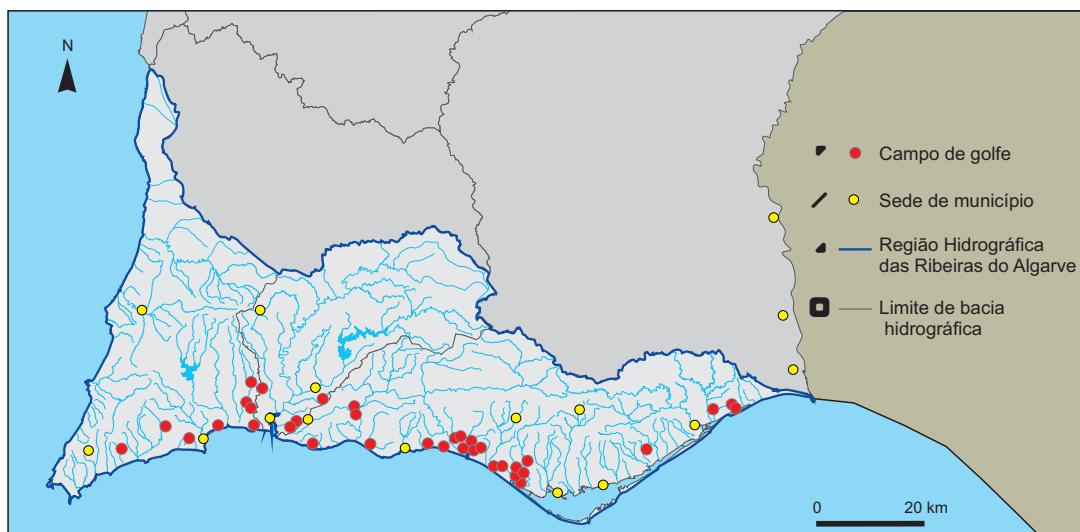 N
Campo de golfe
Sede de município
Região Hidrográfica
das Ribeiras do Algarve
Limite de bacia
hidrográfica
0 20 km